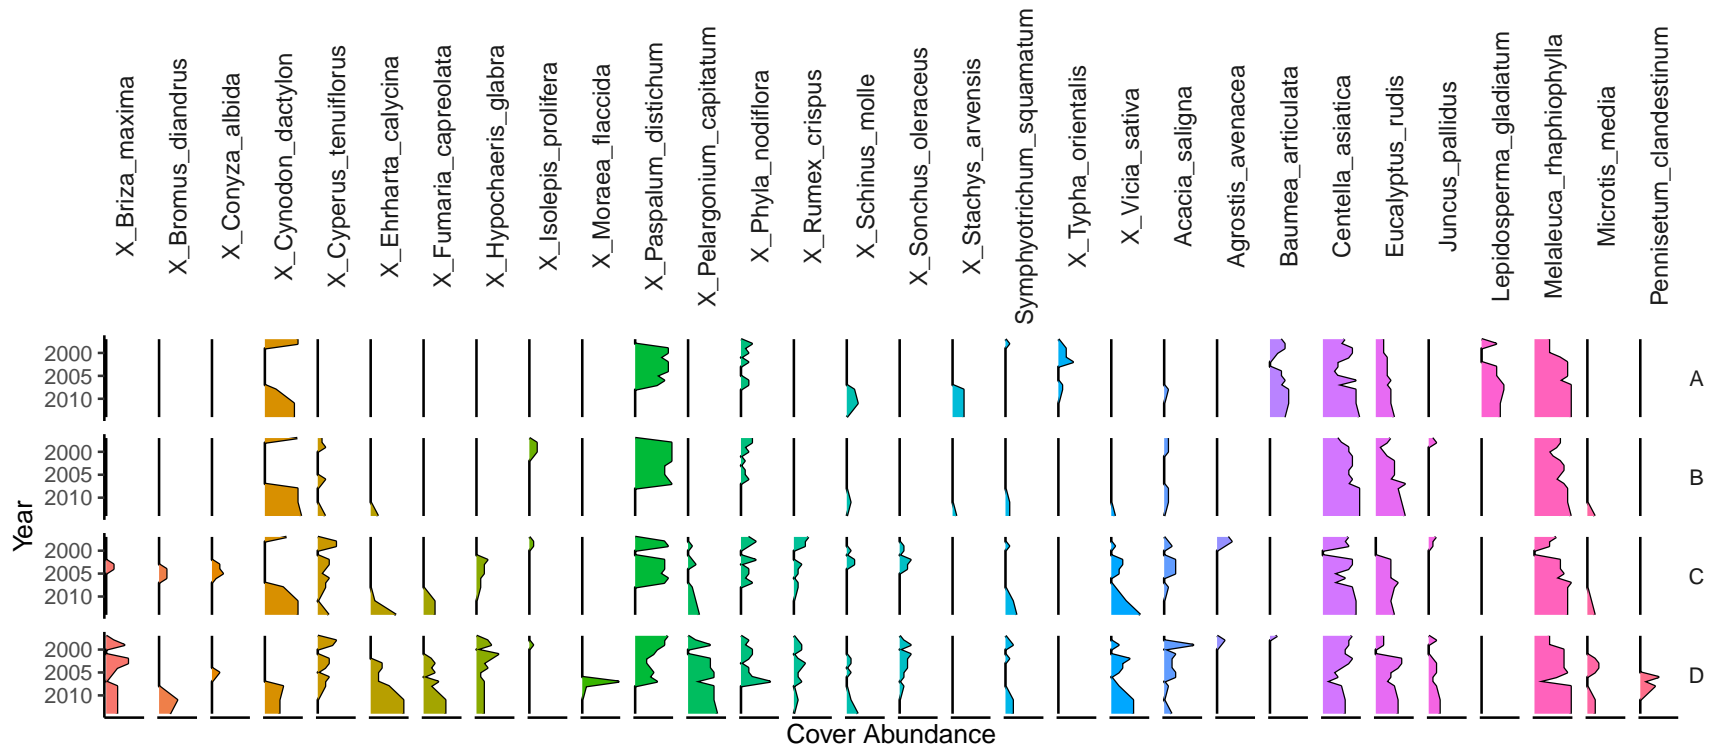 X_Briza_maxima
X_Bromus_diandrus
X_Conyza_albida
X_Cynodon_dactylon
X_Cyperus_tenuiflorus
X_Ehrharta_calycina
X_Fumaria_capreolata
X_Hypochaeris_glabra
X_Isolepis_prolifera
X_Moraea_flaccida
X_Paspalum_distichum
X_Pelargonium_capitatum
X_Phyla_nodiflora
X_Rumex_crispus
X_Schinus_molle
X_Sonchus_oleraceus
X_Stachys_arvensis
Symphyotrichum_squamatum
X_Typha_orientalis
X_Vicia_sativa
Acacia_saligna
Agrostis_avenacea
Baumea_articulata
Centella_asiatica
Eucalyptus_rudis
Juncus_pallidus
Lepidosperma_gladiatum
Melaleuca_rhaphiophylla
Microtis_media
Pennisetum_clandestinum
Year
2000
2005
2010
A
2000
2005
2010
B
2000
2005
2010
C
2000
2005
2010
D
Cover Abundance